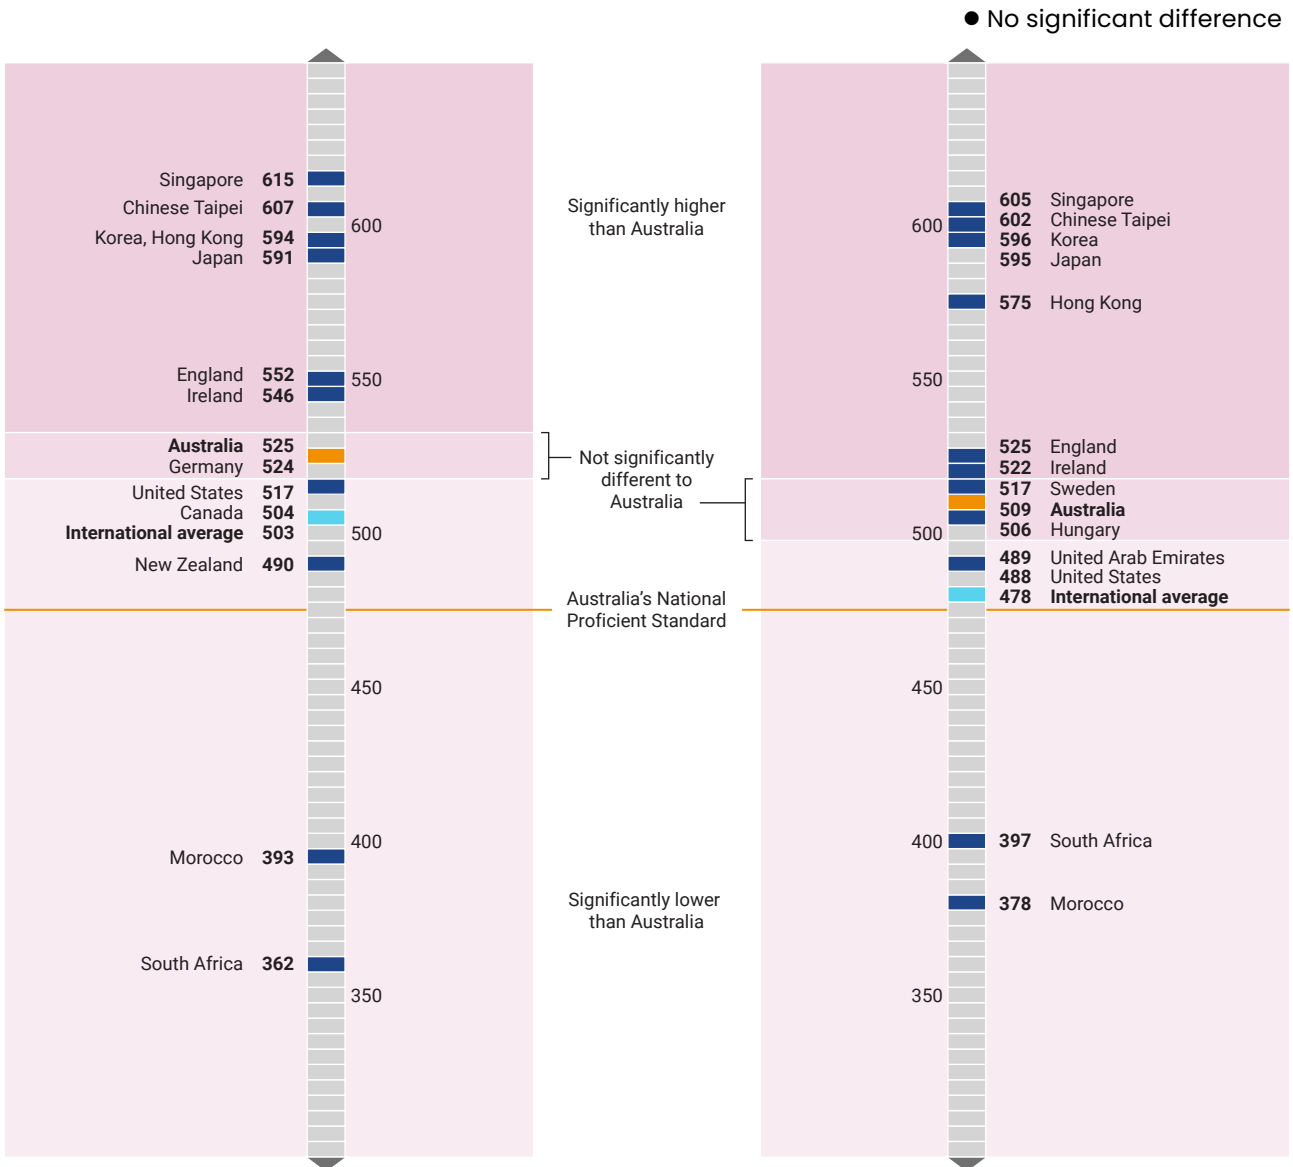 ● No significant difference
Singapore 615
Chinese Taipei 607
Korea, Hong Kong 594
Japan 591
England 552
Ireland 546
Australia 525
Germany 524
United States 517
Canada 504
International average 503
New Zealand 490
Morocco 393
South Africa 362
600
550
500
450
400
350
Significantly higher
than Australia
Not significantly
different to
Australia
Australia's National
Proficient Standard
Significantly lower
than Australia
600
550
500
450
400
350
605 Singapore
602 Chinese Taipei
596 Korea
595 Japan
575 Hong Kong
525 England
522 Ireland
517 Sweden
509 Australia
506 Hungary
489 United Arab Emirates
488 United States
478 International average
397 South Africa
378 Morocco